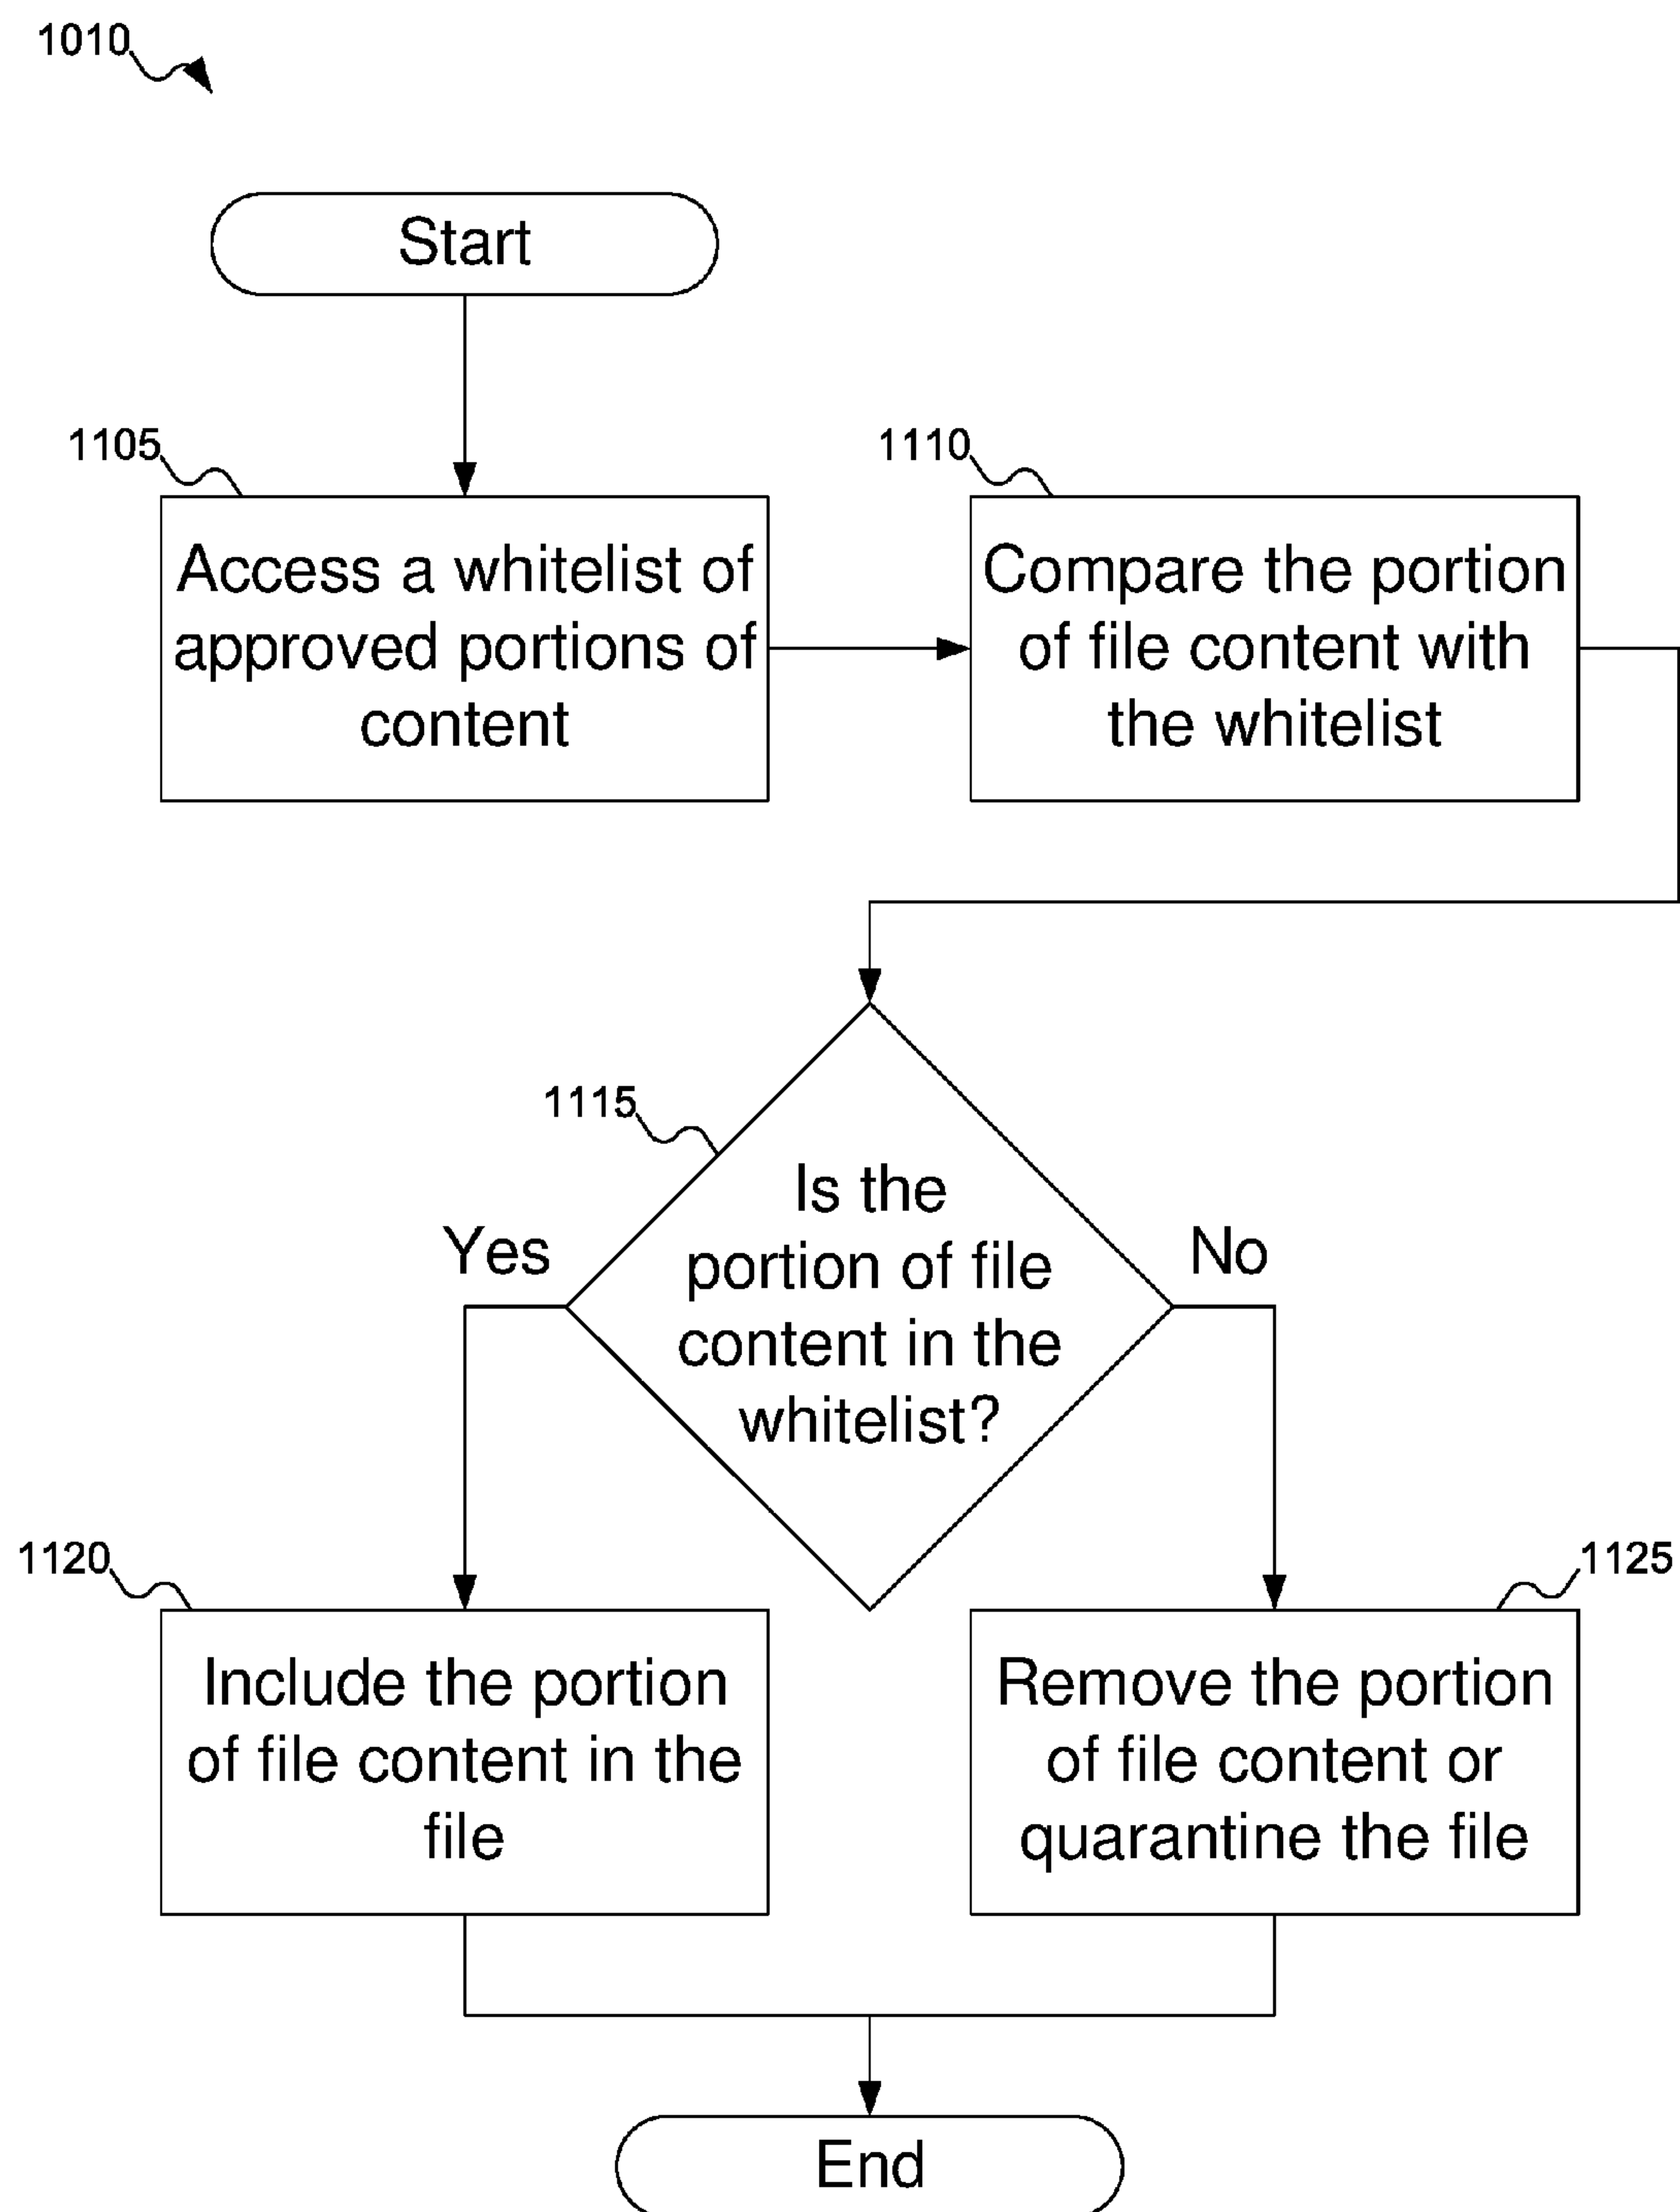 1010
Start
1105
Access a whitelist of
approved portions of
content
1110
Compare the portion
of file content with
the whitelist
1115
Is the
portion of file
content in the
whitelist?
Yes
No
1120
Include the portion
of file content in the
file
1125
Remove the portion
of file content or
quarantine the file
End